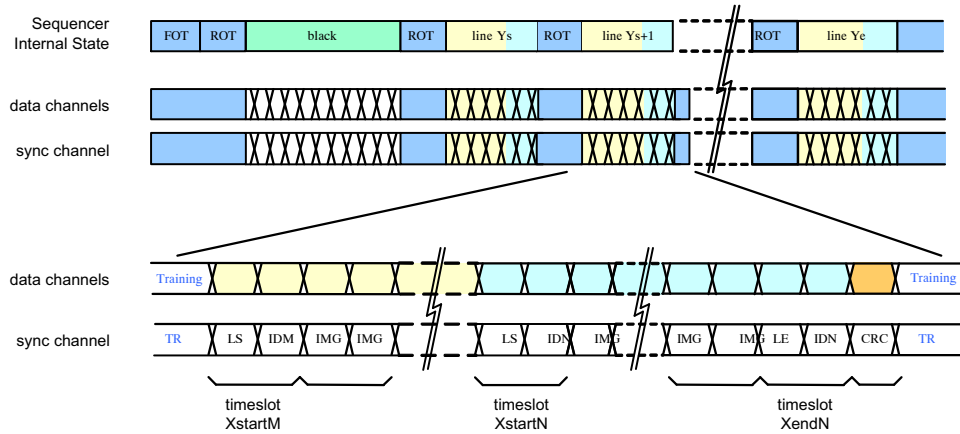 Sequencer
Internal State
FOT ROT black ROT line Ys ROT line Ys+1 ROT line Ye
data channels
sync channel
data channels Training Training
sync channel TR LS IDM IMG IMG LS IDN IMG IMG IMG LE IDN CRC TR
timeslot timeslot timeslot
XstartM XstartN XendN